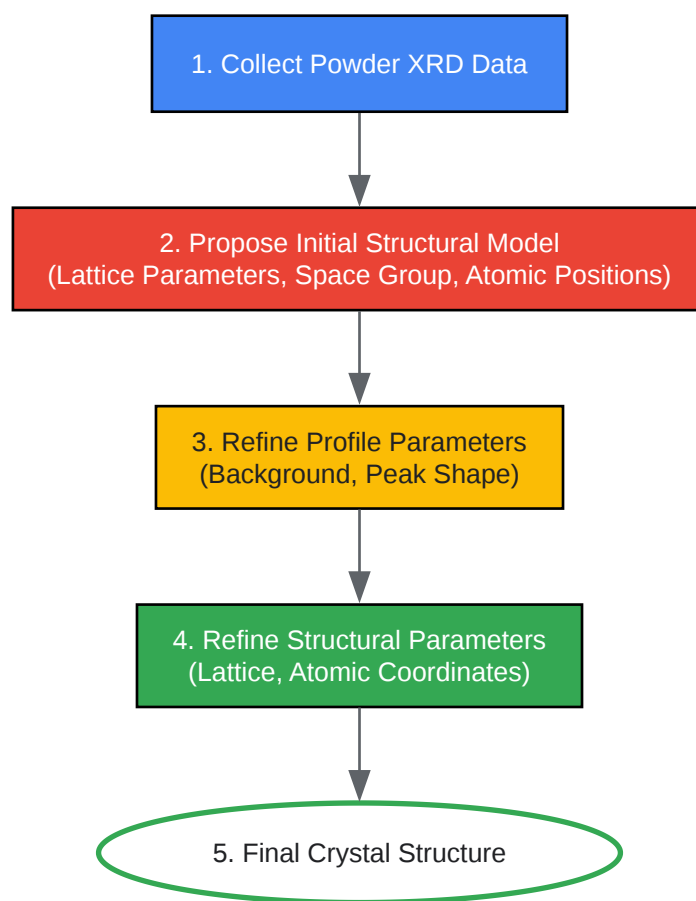 1. Collect Powder XRD Data
2. Propose Initial Structural Model
(Lattice Parameters, Space Group, Atomic Positions)
3. Refine Profile Parameters
(Background, Peak Shape)
4. Refine Structural Parameters
(Lattice, Atomic Coordinates)
5. Final Crystal Structure